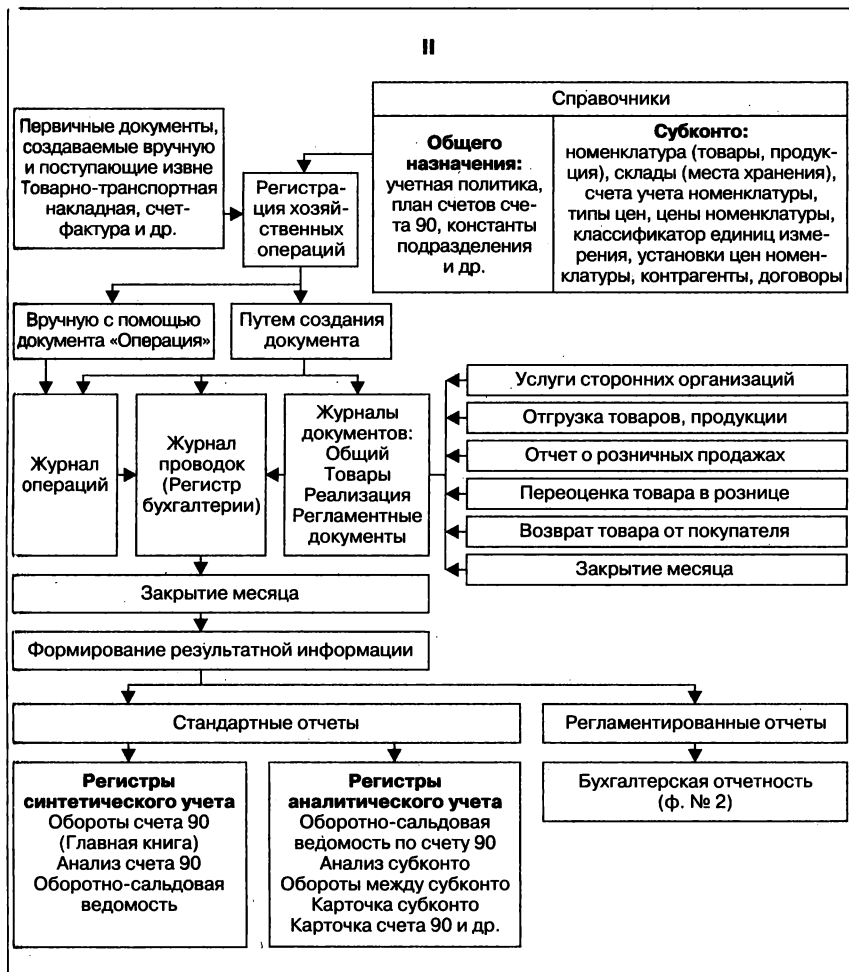 II
Справочники
Первичные документы,
создаваемые вручную
и поступающие извне
Товарно-транспортная
накладная, счет-
фактура и др.
Регистра-
ция хозяй-
ственных
операций
Общего
назначения:
учетная политика,
план счетов сче-
та 90, константы
подразделения
и др.
Субконто:
номенклатура (товары, продук-
ция), склады (места хранения),
счета учета номенклатуры,
типы цен, цены номенклатуры,
классификатор единиц изме-
рения, установки цен номен-
клатуры, контрагенты, договоры
Вручную с помощью
документа «Операция»
Путем создания
документа
Журнал
операций
Журнал
проводок
(Регистр
бухгалтерии)
Журналы
документов:
Общий
Товары
Реализация
Регламентные
документы
Услуги сторонних организаций
Отгрузка товаров, продукции
Отчет о розничных продажах
Переоценка товара в рознице
Возврат товара от покупателя
Закрытие месяца
Закрытие месяца
Формирование результатной информации
Стандартные отчеты
Регламентированные отчеты
Регистры
синтетического учета
Обороты счета 90
(Главная книга)
Анализ счета 90
Оборотно-сальдовая
ведомость
Регистры
аналитического учета
Оборотно-сальдовая
ведомость по счету 90
Анализ субконто
Обороты между субконто
Карточка субконто
Карточка счета 90 и др.
Бухгалтерская отчетность
(ф. № 2)